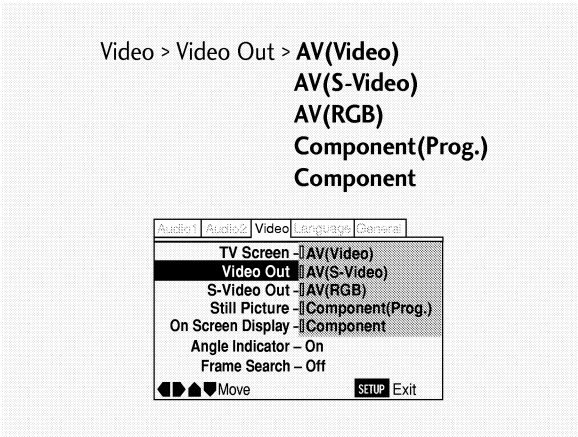 Video > Video Out > AV(Video)
AV(S-Video)
AV(RGB)
Component(Prog.)
Component
Audio1 Audio2 Video Language General
TV Screen - AV(Video)
Video Out AV(S-Video)
S-Video Out - AV(RGB)
Still Picture - Component(Prog.)
On Screen Display - Component
Angle Indicator – On
Frame Search – Off
Move SETUP Exit